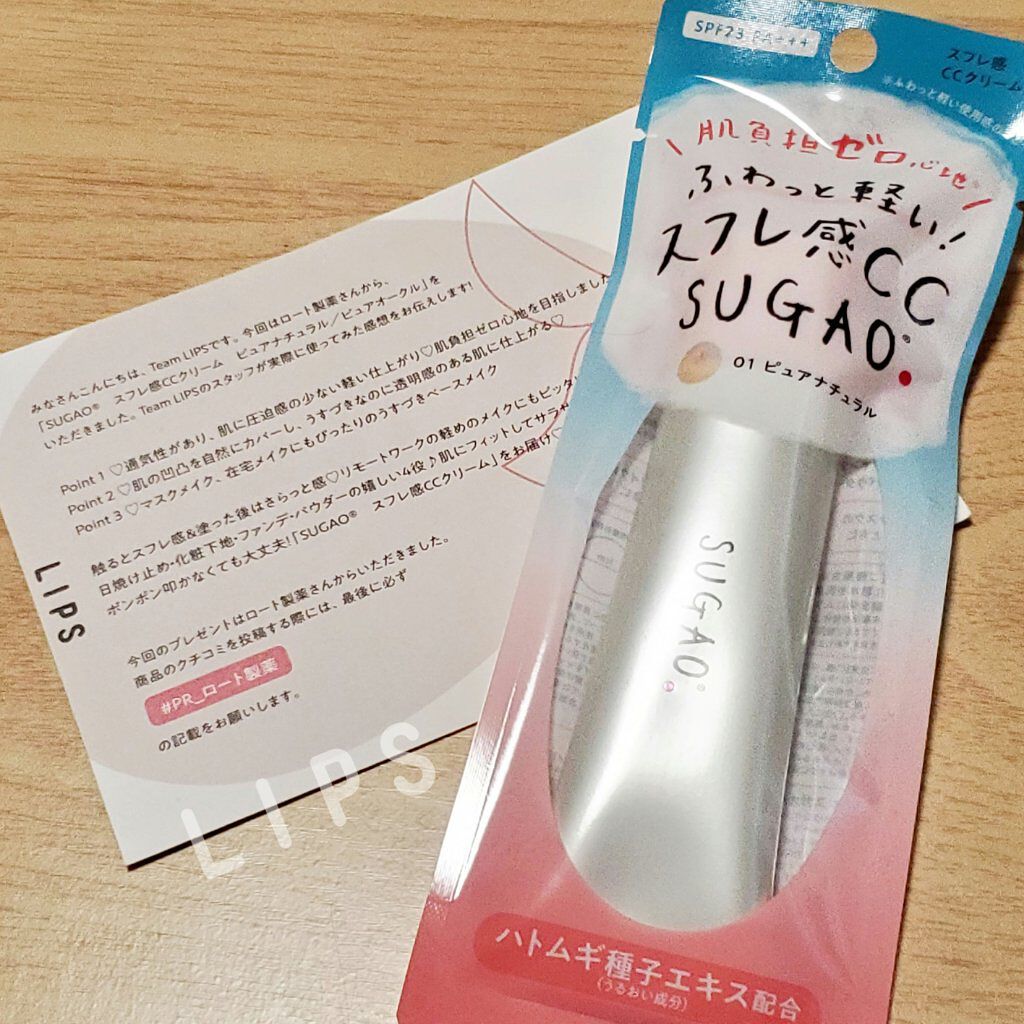 みなさんこんにちは、Team LIPSです。今回はロート製薬さんから、
「SUGAO® スフレ感CCクリーム ピュアナチュラル／ピュアオークル」を
いただきました。Team LIPSのスタッフが実際に使ってみた感想をお伝えします!
Point 1 ♡通気性があり、肌に圧迫感の少ない軽い仕上がり♡肌負担ゼロ心地を目指しました
Point 2 ♡肌の凹凸を自然にカバーし、うすづきなのに透明感のある肌に仕上がる♡
Point 3 ♡マスクメイク、在宅メイクにもぴったりのうすづきベースメイク
触るとスフレ感&塗った後はさらっと感♡リモートワークの軽めのメイクにもピッタ
日焼け止め・化粧下地・ファンデ・パウダーの嬉しい4役♪肌にフィットしてサラサ
ポンポン叩かなくても大丈夫!「SUGAO® スフレ感CCクリーム」をお届け♡
今回のプレゼントはロート製薬さんからいただきました。
商品のクチコミを投稿する際には、最後に必ず
#PR_ロート製薬
の記載をお願いします。
LIPS
LIPS
SPF23 PA+++
スフレ感
CCクリーム
※ふわっと軽い使用感の
肌負担ゼロ心地※
ふわっと軽い!
スフレ感CC
SUGAO®
01 ピュアナチュラル
SUGAO®
ハトムギ種子エキス配合
(うるおい成分)